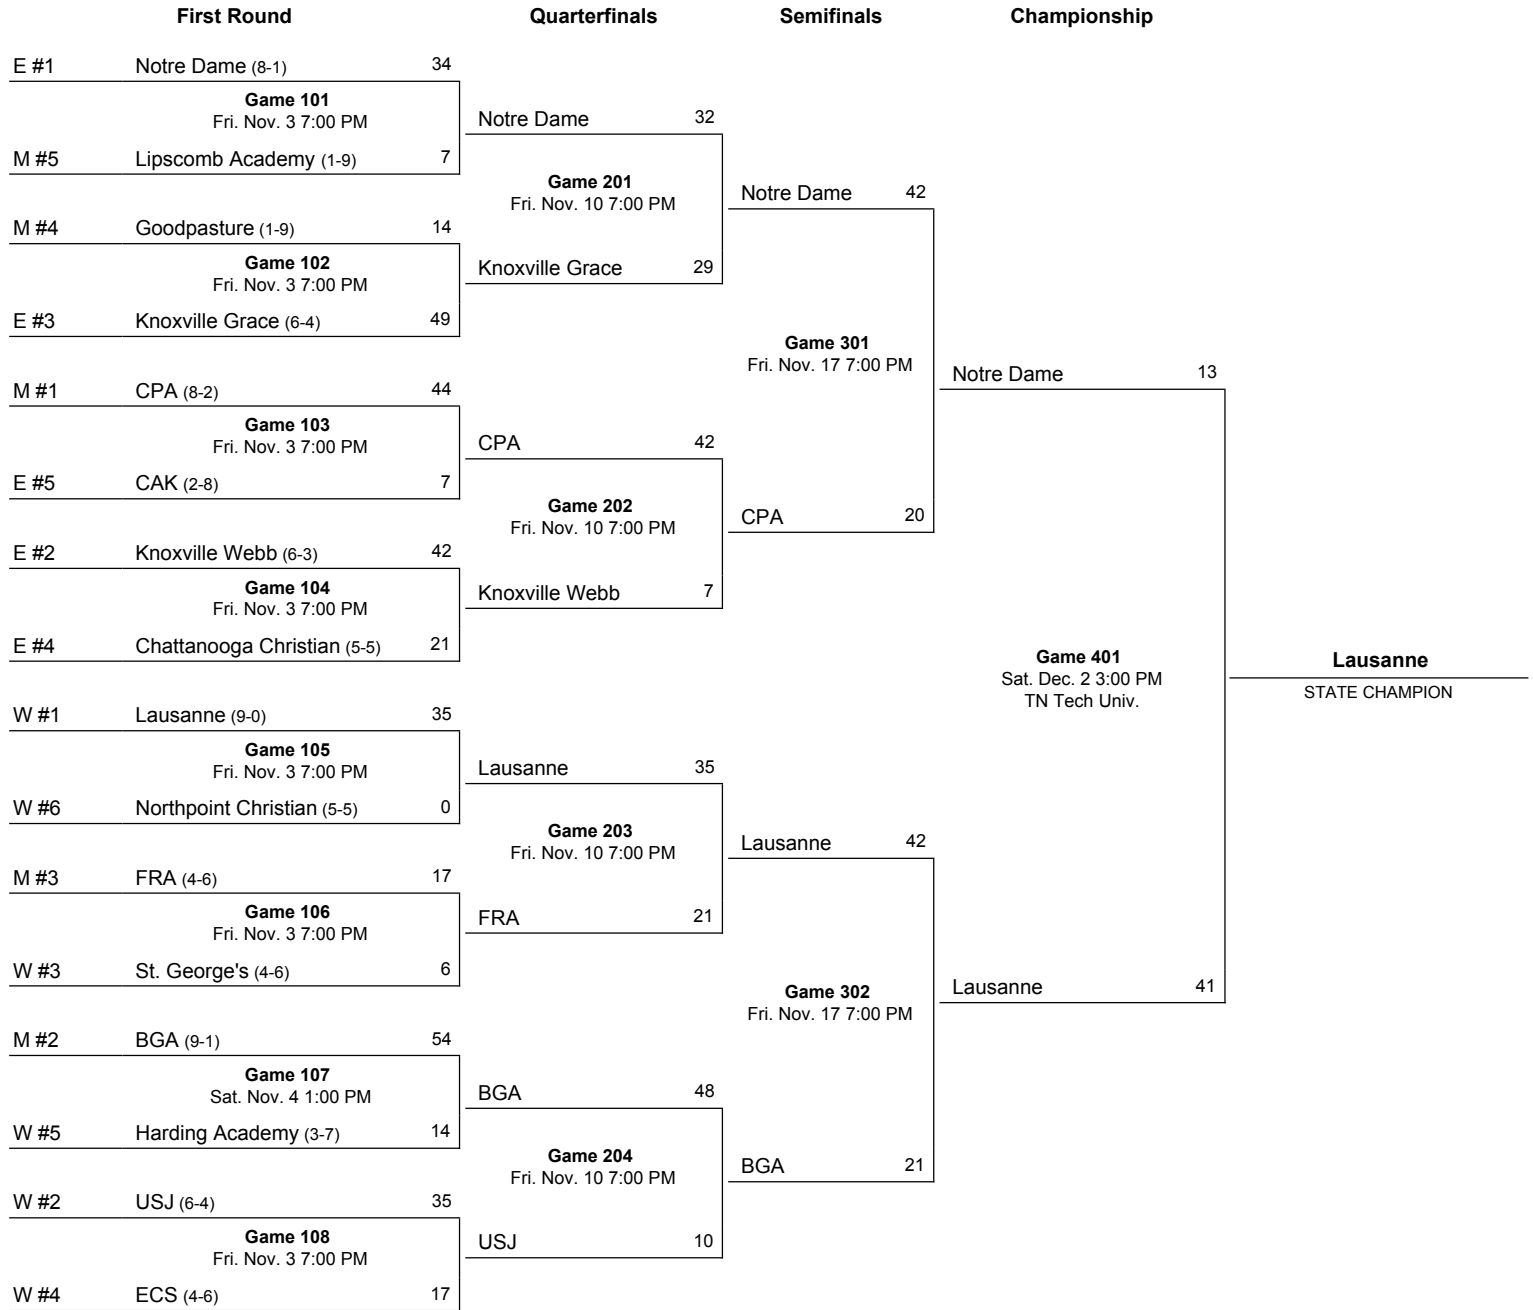 First Round Quarterfinals Semifinals Championship
E #1 Notre Dame (8-1) 34
Game 101
Fri. Nov. 3 7:00 PM
M #5 Lipscomb Academy (1-9) 7
M #4 Goodpasture (1-9) 14
Game 102
Fri. Nov. 3 7:00 PM
E #3 Knoxville Grace (6-4) 49
M #1 CPA (8-2) 44
Game 103
Fri. Nov. 3 7:00 PM
E #5 CAK (2-8) 7
E #2 Knoxville Webb (6-3) 42
Game 104
Fri. Nov. 3 7:00 PM
E #4 Chattanooga Christian (5-5) 21
W #1 Lausanne (9-0) 35
Game 105
Fri. Nov. 3 7:00 PM
W #6 Northpoint Christian (5-5) 0
M #3 FRA (4-6) 17
Game 106
Fri. Nov. 3 7:00 PM
W #3 St. George's (4-6) 6
M #2 BGA (9-1) 54
Game 107
Sat. Nov. 4 1:00 PM
W #5 Harding Academy (3-7) 14
W #2 USJ (6-4) 35
Game 108
Fri. Nov. 3 7:00 PM
W #4 ECS (4-6) 17
Notre Dame 32
Game 201
Fri. Nov. 10 7:00 PM
Knoxville Grace 29
CPA 42
Game 202
Fri. Nov. 10 7:00 PM
Knoxville Webb 7
Lausanne 35
Game 203
Fri. Nov. 10 7:00 PM
FRA 21
BGA 48
Game 204
Fri. Nov. 10 7:00 PM
USJ 10
Notre Dame 42
Game 301
Fri. Nov. 17 7:00 PM
CPA 20
Lausanne 42
Game 302
Fri. Nov. 17 7:00 PM
BGA 21
Notre Dame 13
Game 401
Sat. Dec. 2 3:00 PM
TN Tech Univ.
Lausanne 41
Lausanne
STATE CHAMPION